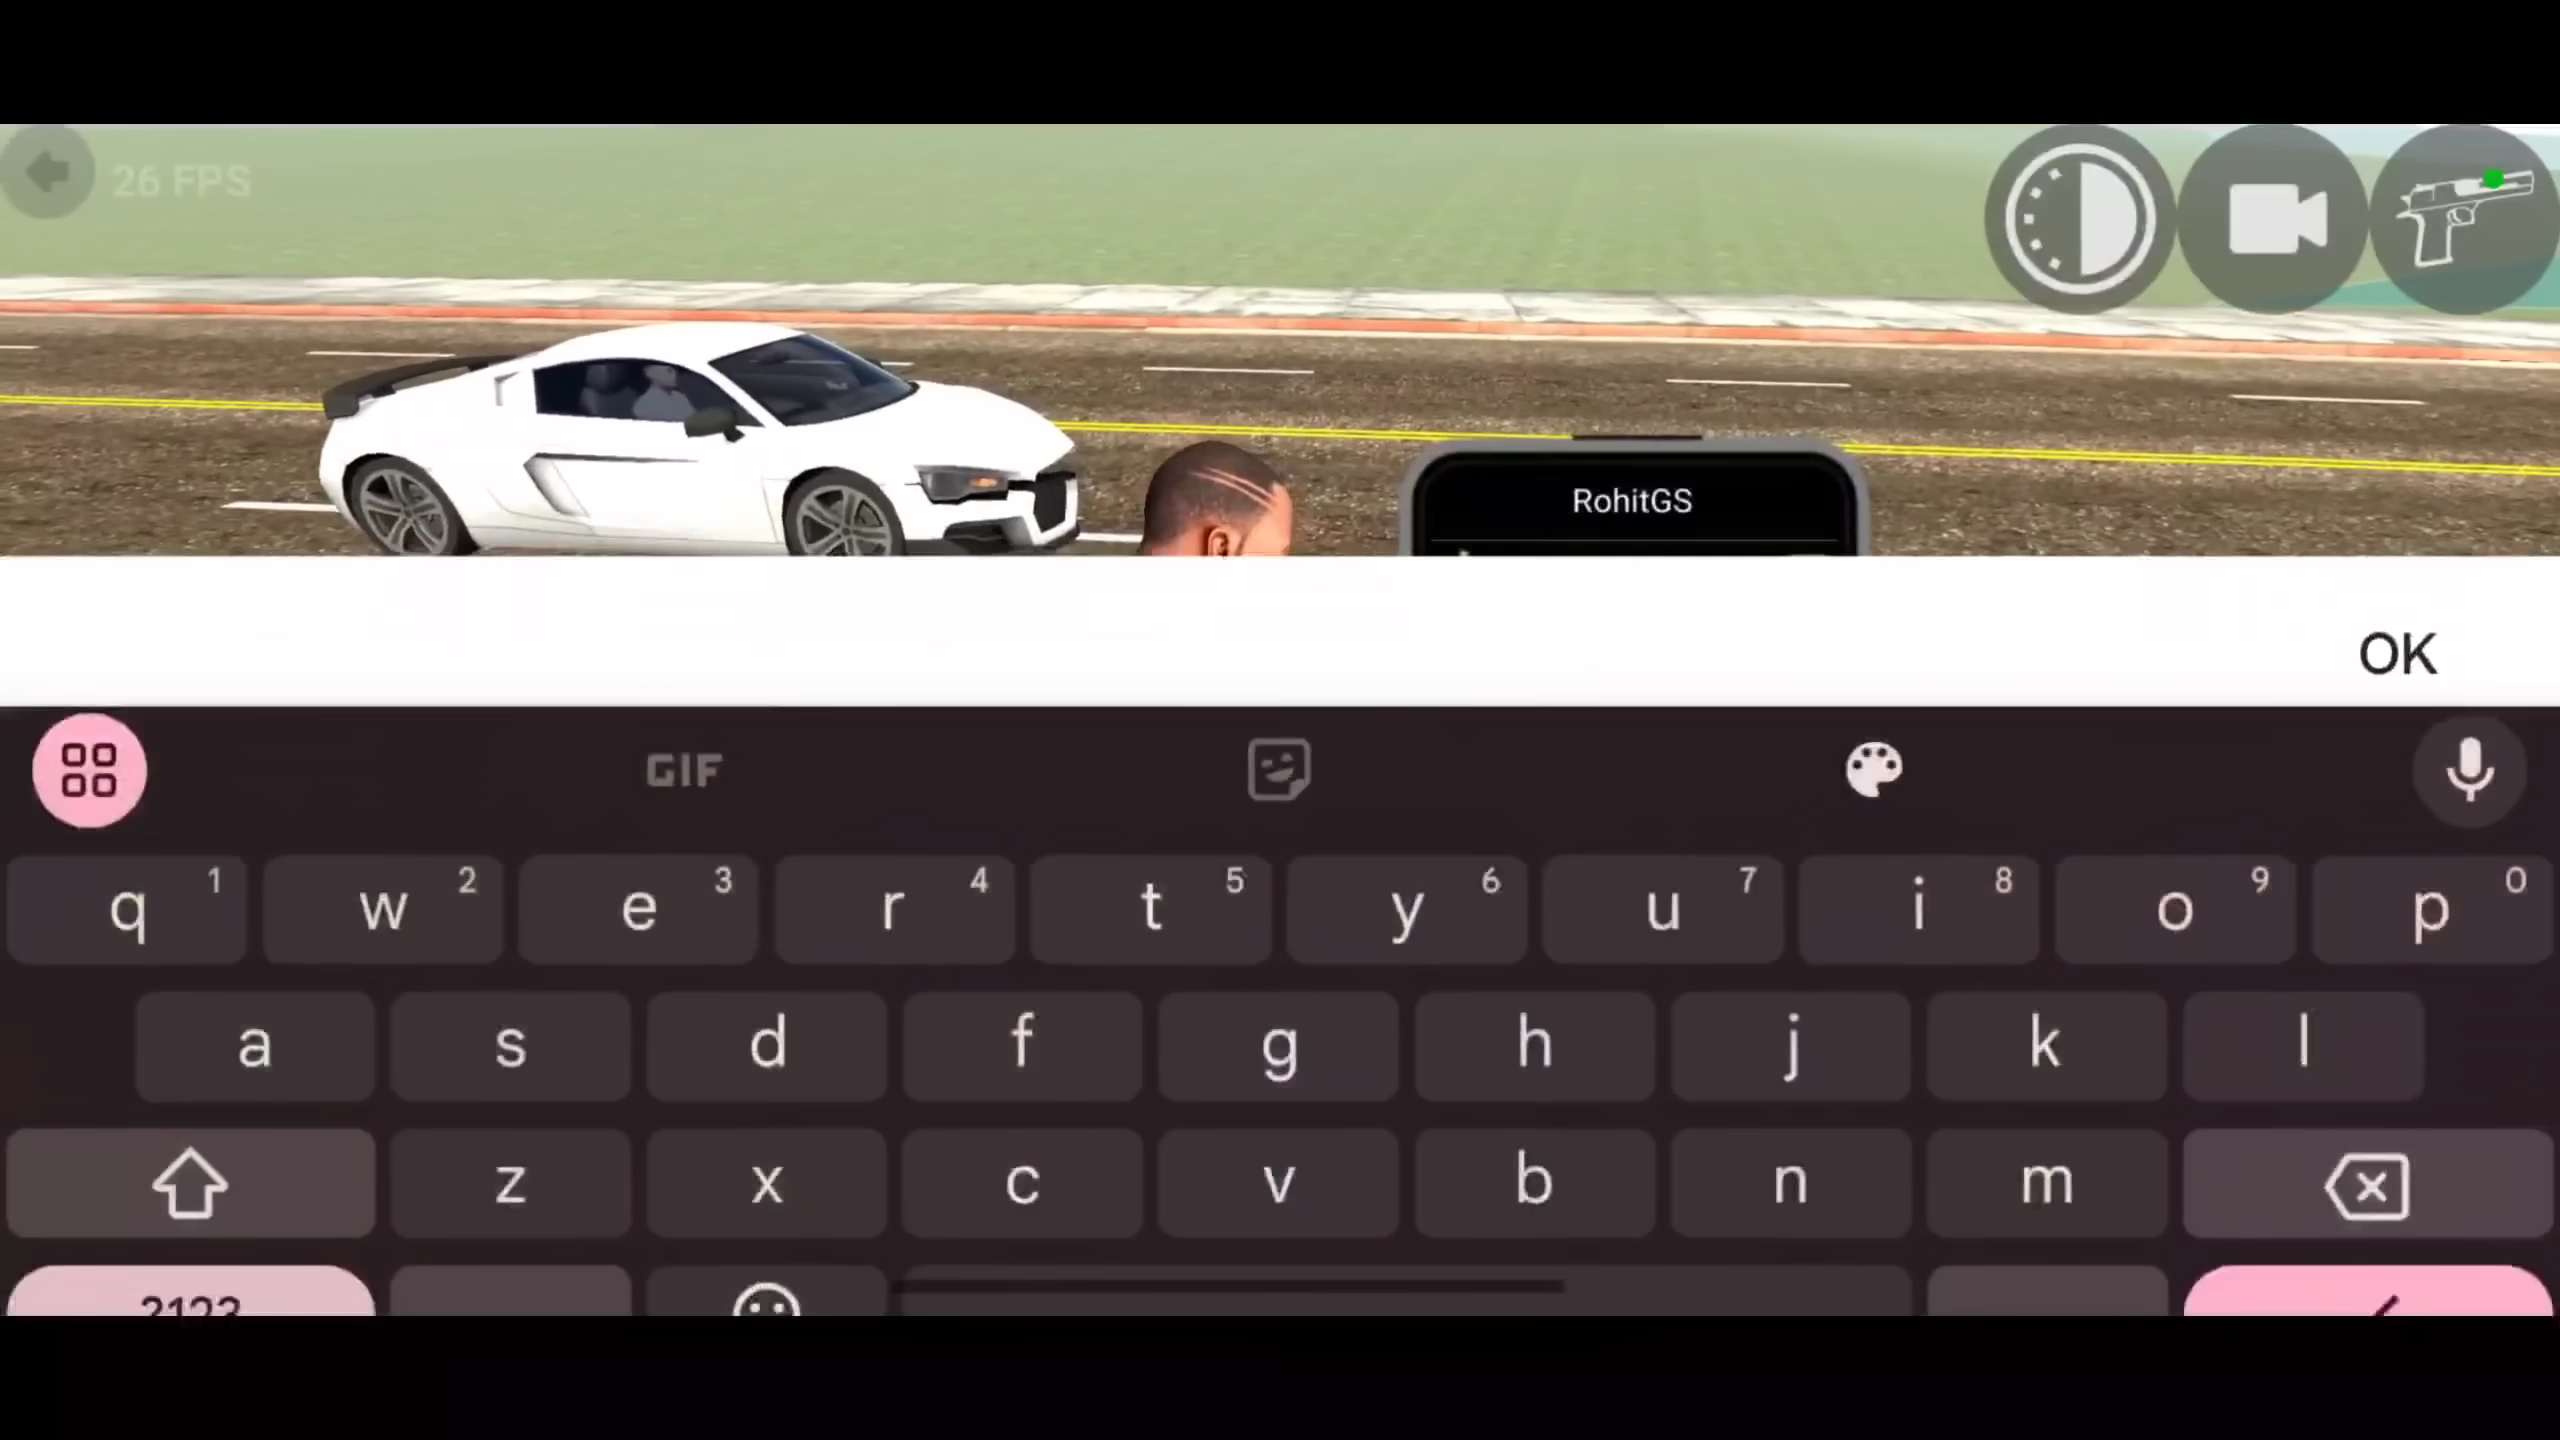 26 FPS
RohitGS
OK
GIF
q 1 w 2 e 3 r 4 t 5 y 6 u 7 i 8 o 9 p 0
a s d f g h j k l
z x c v b n m